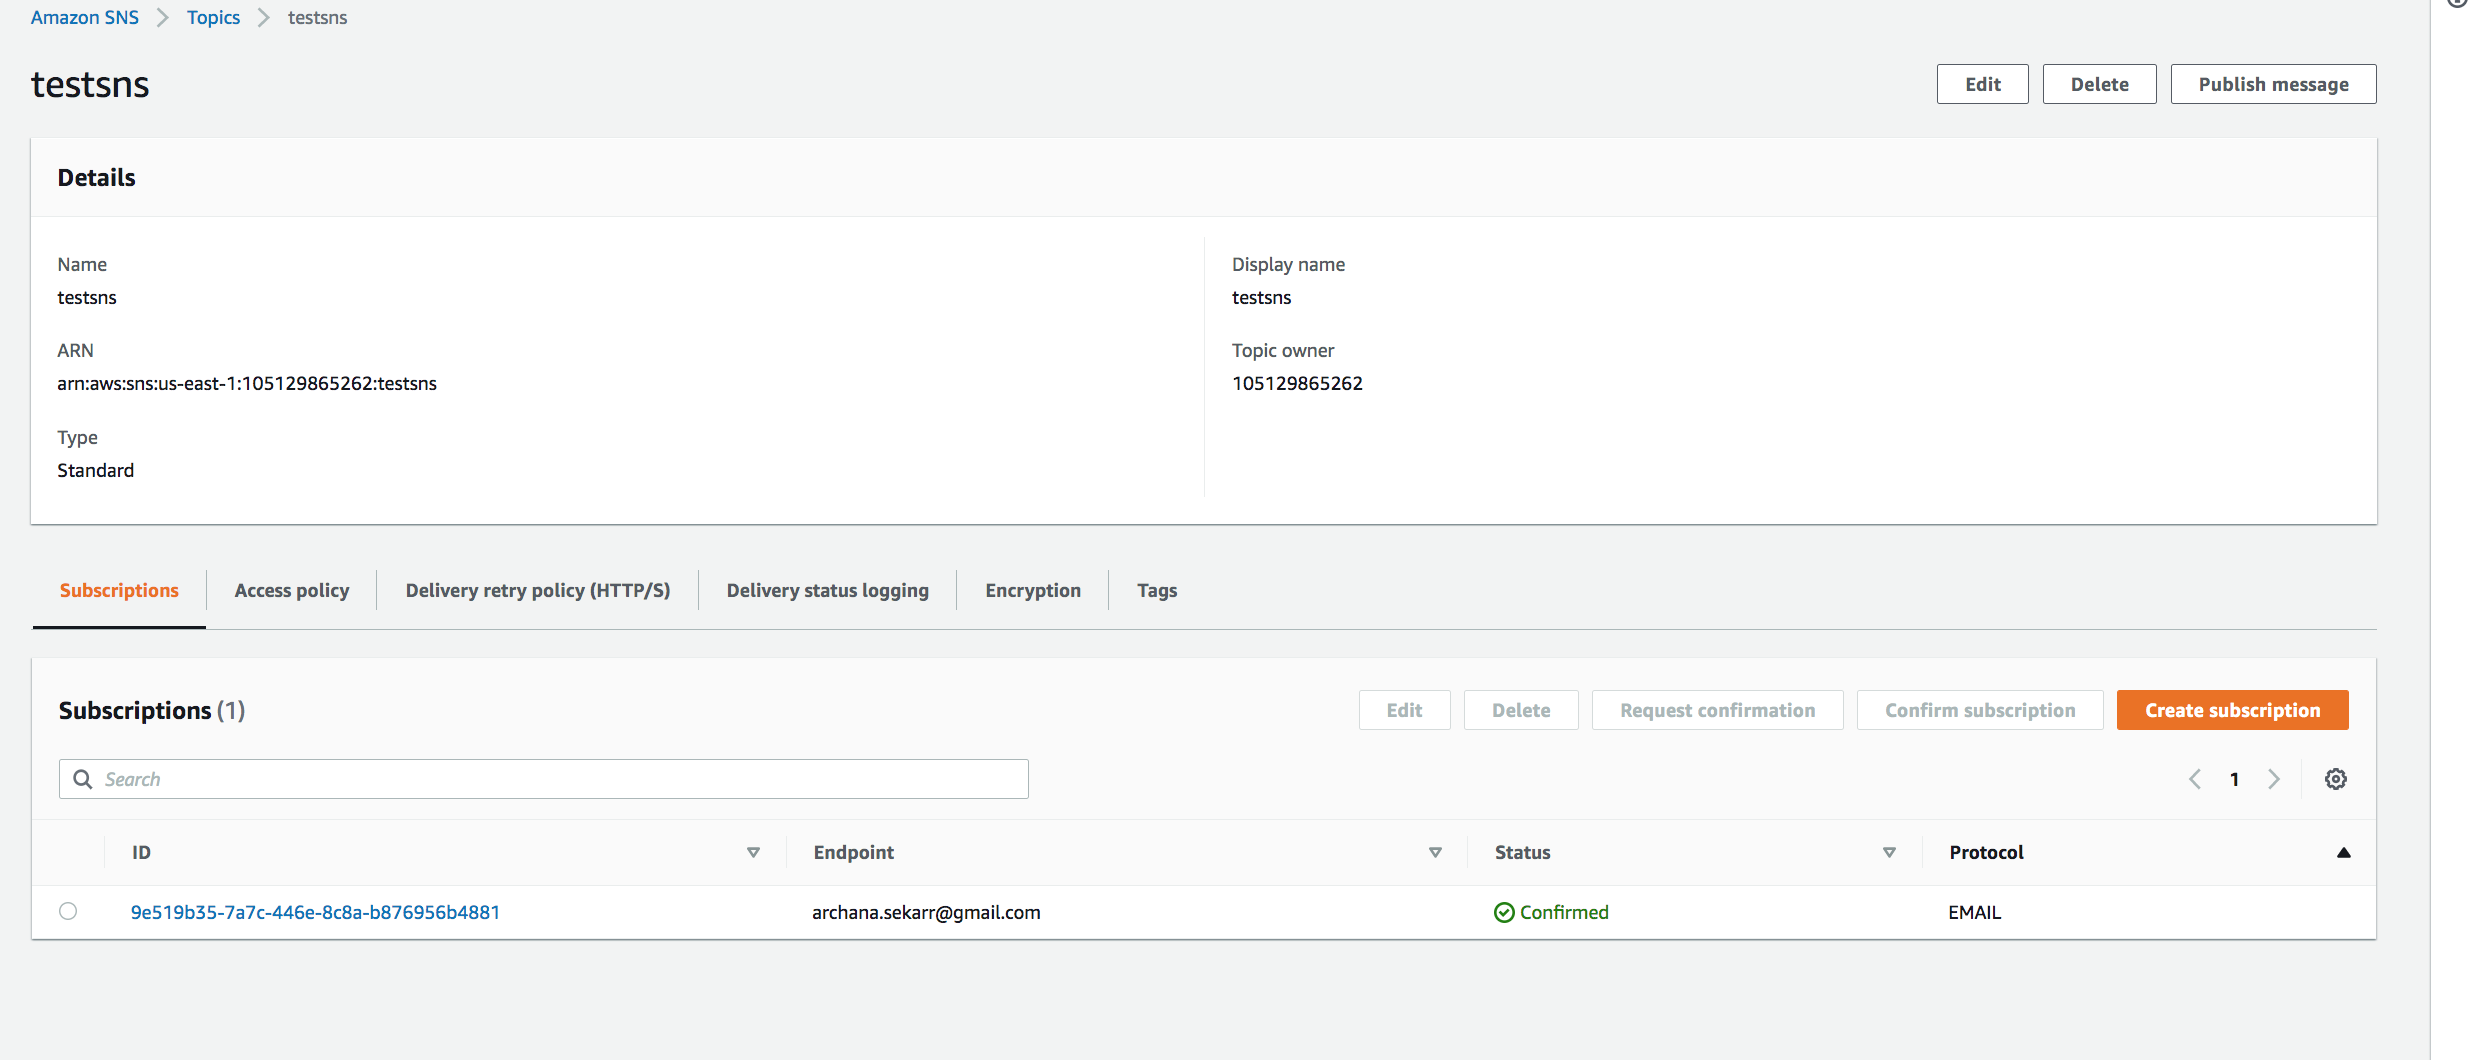 Amazon SNS > Topics > testsns
testsns
Edit Delete Publish message
Details
Name
testsns
Display name
testsns
ARN
arn:aws:sns:us-east-1:105129865262:testsns
Topic owner
105129865262
Type
Standard
Subscriptions Access policy Delivery retry policy (HTTP/S) Delivery status logging Encryption Tags
Subscriptions (1)
Edit Delete Request confirmation Confirm subscription Create subscription
Search
1
ID Endpoint Status Protocol
9e519b35-7a7c-446e-8c8a-b876956b4881 archana.sekarr@gmail.com Confirmed EMAIL